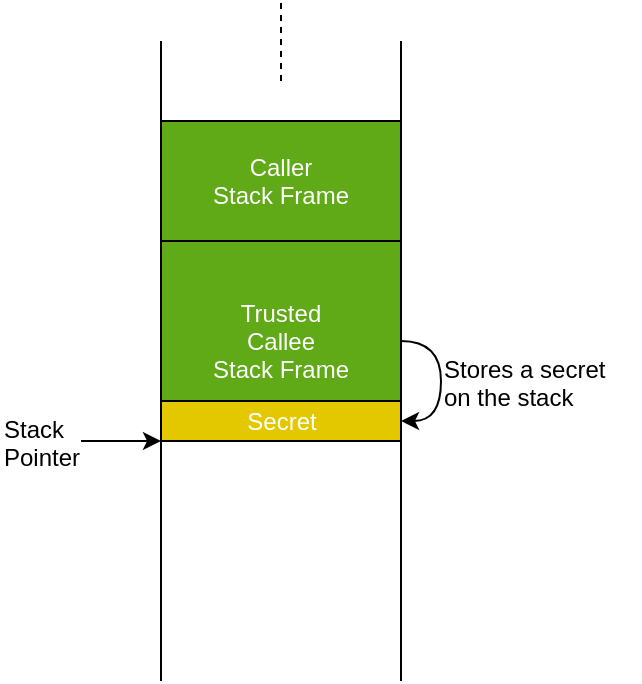 Caller
Stack Frame
Trusted
Callee
Stack Frame
Stores a secret
on the stack
Secret
Stack
Pointer